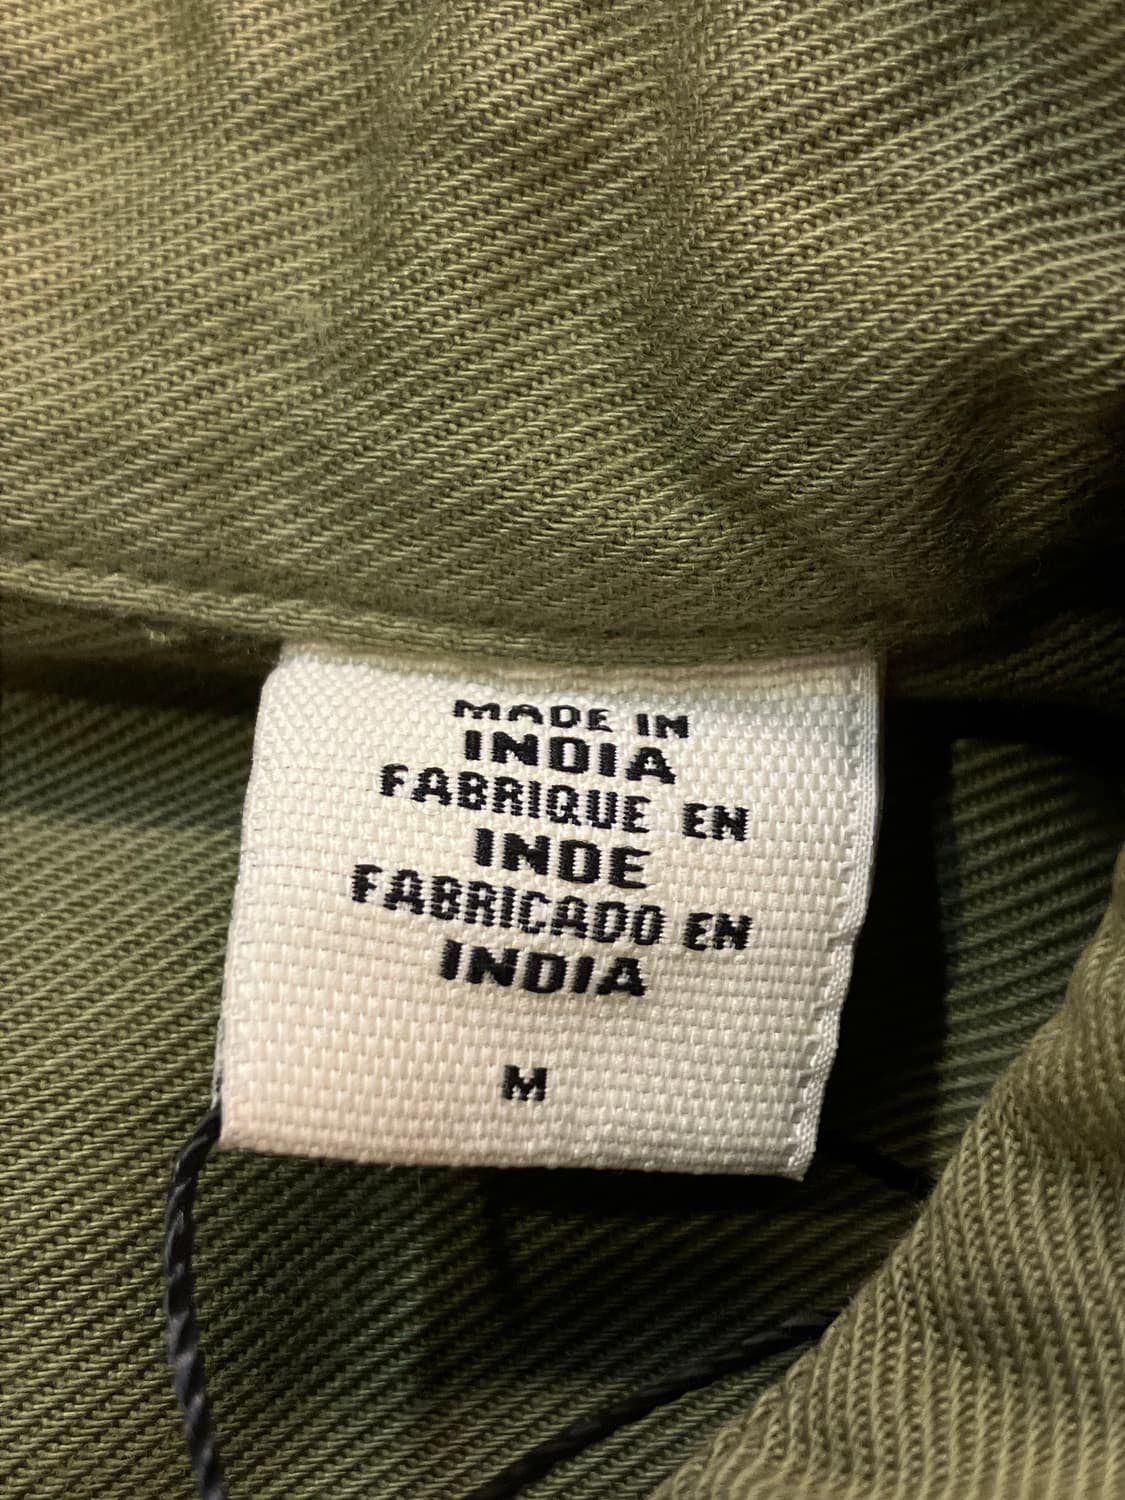 MADE IN
INDIA
FABRIQUE EN
INDE
FABRICADO EN
INDIA
M